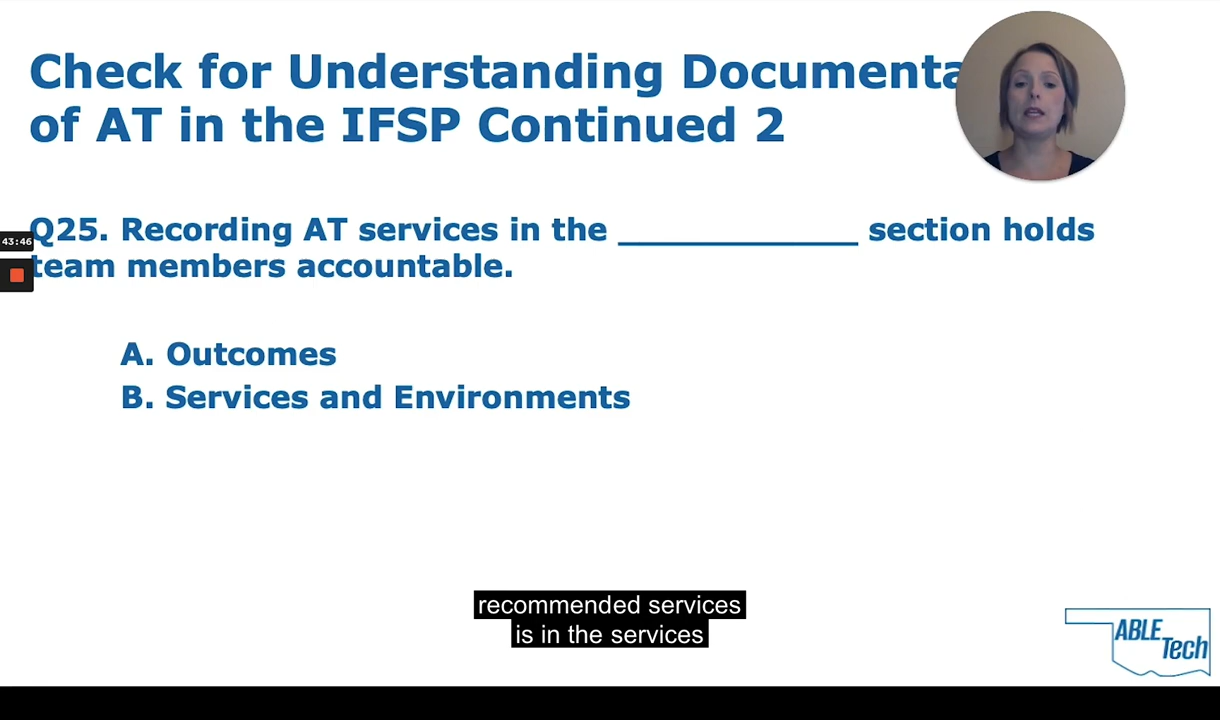 Check for Understanding Documenta
of AT in the IFSP Continued 2
Q25. Recording AT services in the ____________ section holds
team members accountable.
43:46
A. Outcomes
B. Services and Environments
recommended services
is in the services
ABLE
Tech